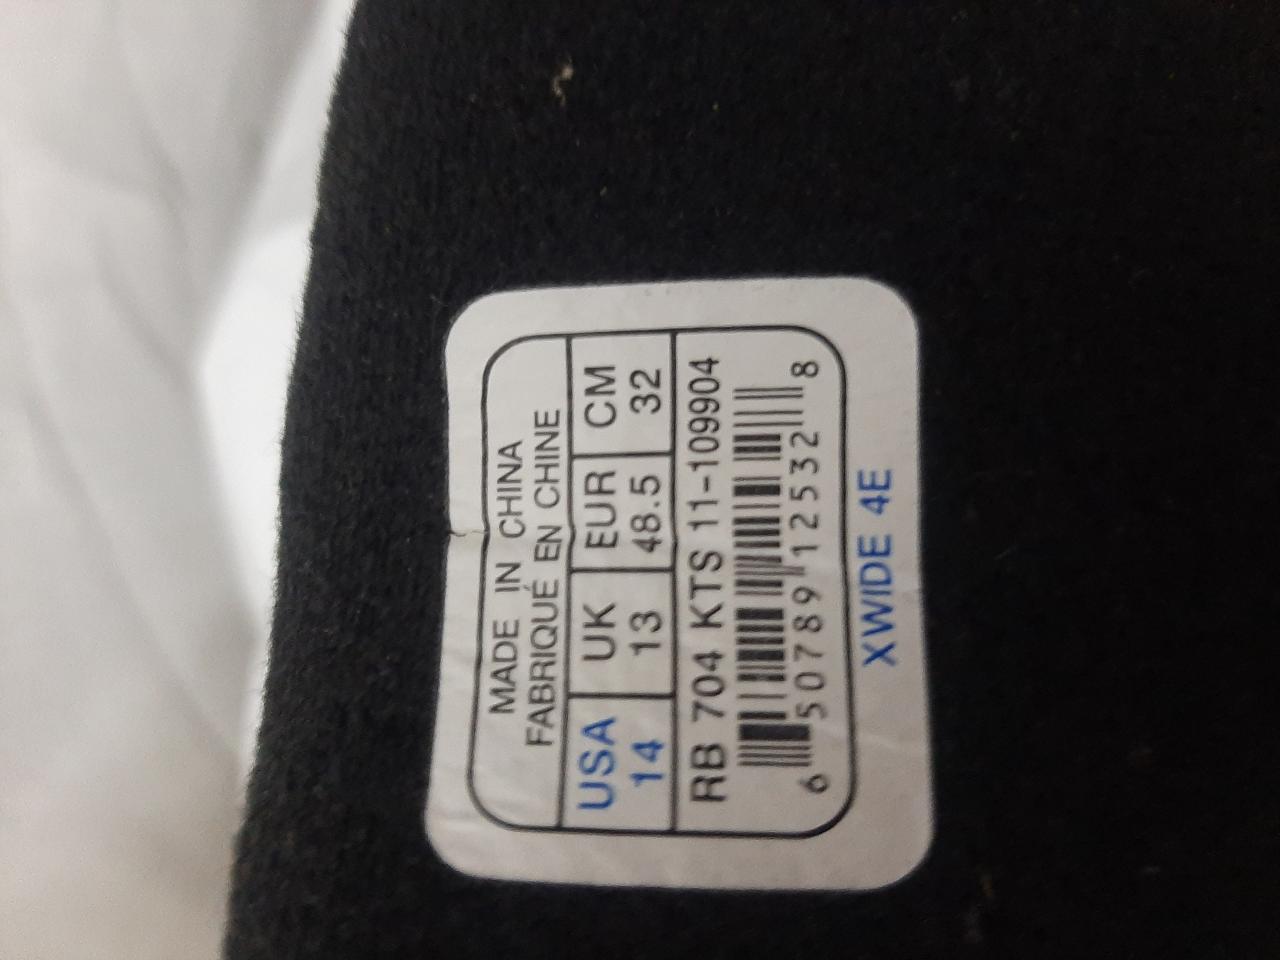 MADE IN CHINA
FABRIQUÉ EN CHINE
USA UK EUR CM
14 13 48.5 32
RB 704 KTS 11-109904
6 50789 12532 8
XWIDE 4E